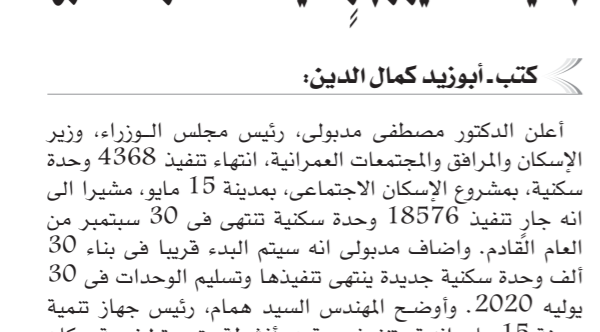 كتب ـ أبوزيد كمال الدين:
أعلن الدكتور مصطفى مدبولى، رئيس مجلس الـوزراء، وزير
الإسكان والمرافق والمجتمعات العمرانية، انتهاء تنفيذ 4368 وحدة
سكنية، بمشروع الإسكان الاجتماعى، بمدينة 15 مايو، مشيرا الى
انه جارٍ تنفيذ 18576 وحدة سكنية تنتهى فى 30 سبتمبر من
العام القادم. واضاف مدبولى انه سيتم البدء قريبا فى بناء 30
ألف وحدة سكنية جديدة ينتهى تنفيذها وتسليم الوحدات فى 30
يوليه 2020. وأوضح المهندس السيد همام، رئيس جهاز تنمية